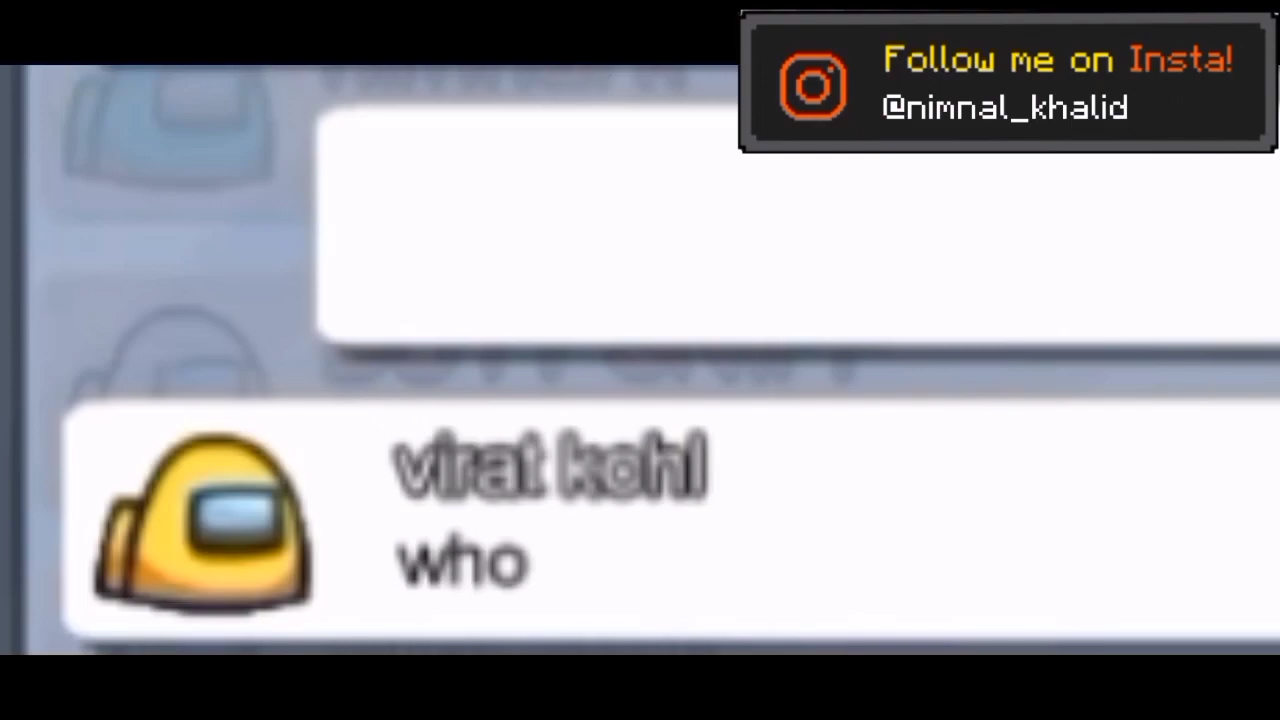 Follow me on Insta!
@nimnal_khalid
virat kohl
who